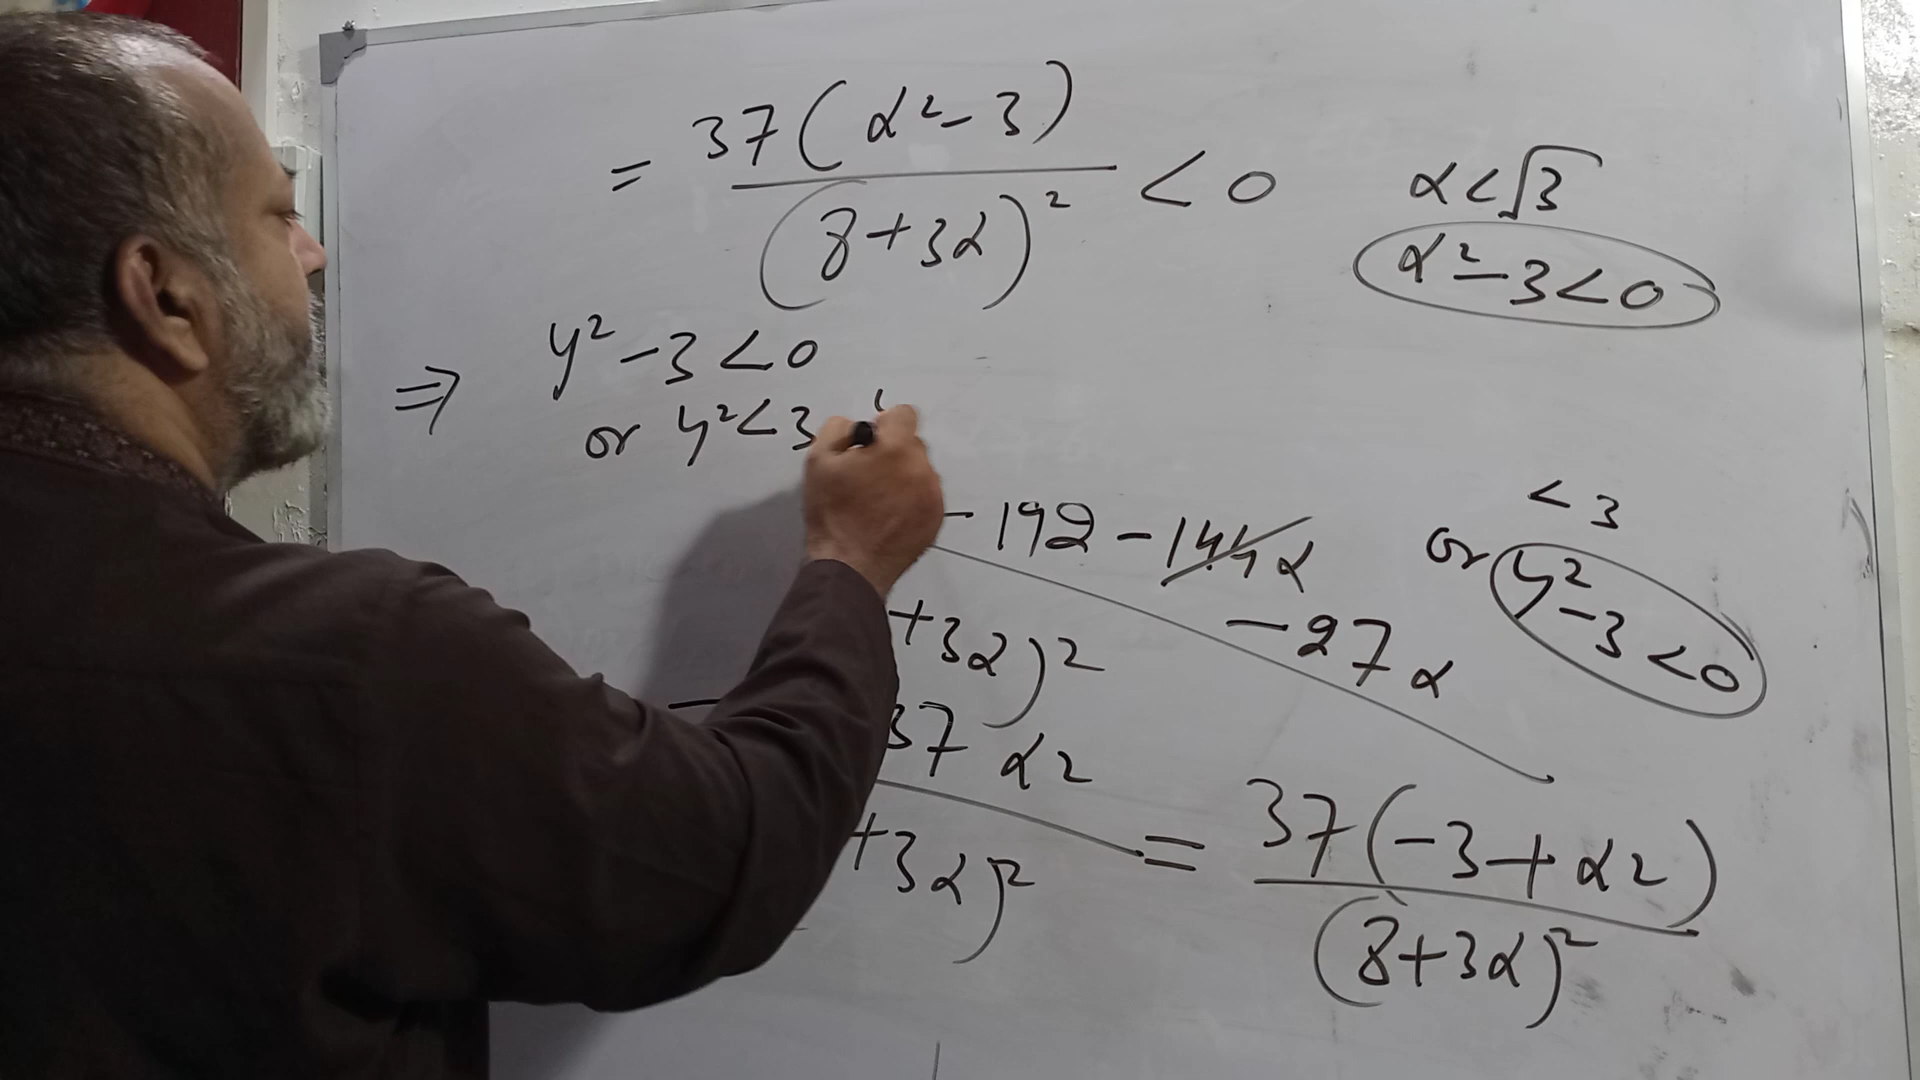 = 37(α²-3) / (8+3α)² < 0
α<√3
α²-3<0
⇒ y²-3<0
or y²<3
-192-144α
-27α
+3α)²
37 α2
+3α)²
= 37(-3+α2) / (8+3α)²
<3
or y²-3<0